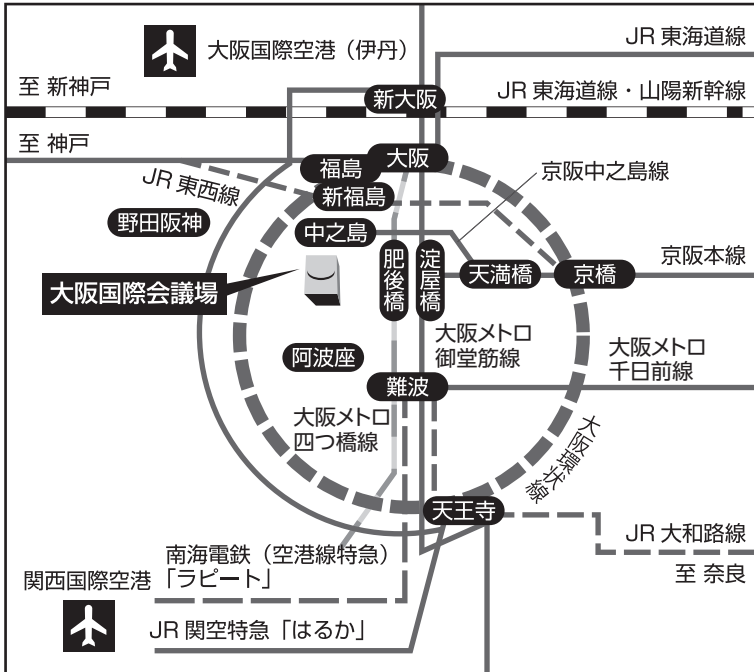 大阪国際空港（伊丹）
JR 東海道線
至 新神戸
新大阪
JR 東海道線・山陽新幹線
至 神戸
大阪
福島
JR 東西線
新福島
京阪中之島線
野田阪神
中之島
肥後橋
淀屋橋
天満橋
京橋
京阪本線
大阪国際会議場
大阪メトロ
御堂筋線
大阪メトロ
千日前線
阿波座
難波
大阪メトロ
四つ橋線
大阪環状線
天王寺
JR 大和路線
至 奈良
南海電鉄（空港線特急）
「ラピート」
関西国際空港
JR 関空特急「はるか」